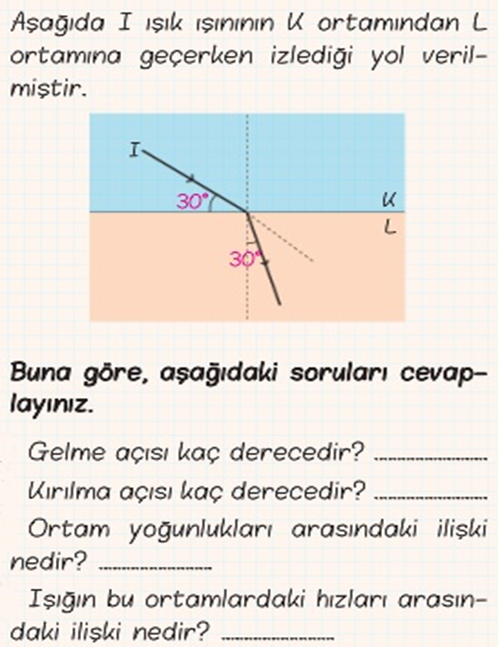 Aşağıda I ışık ışınının K ortamından L
ortamına geçerken izlediği yol veril-
miştir.
I
30°
K
L
30°
Buna göre, aşağıdaki soruları cevap-
layınız.
Gelme açısı kaç derecedir? ....................
Kırılma açısı kaç derecedir? ....................
Ortam yoğunlukları arasındaki ilişki
nedir? ....................
Işığın bu ortamlardaki hızları arasın-
daki ilişki nedir? ....................